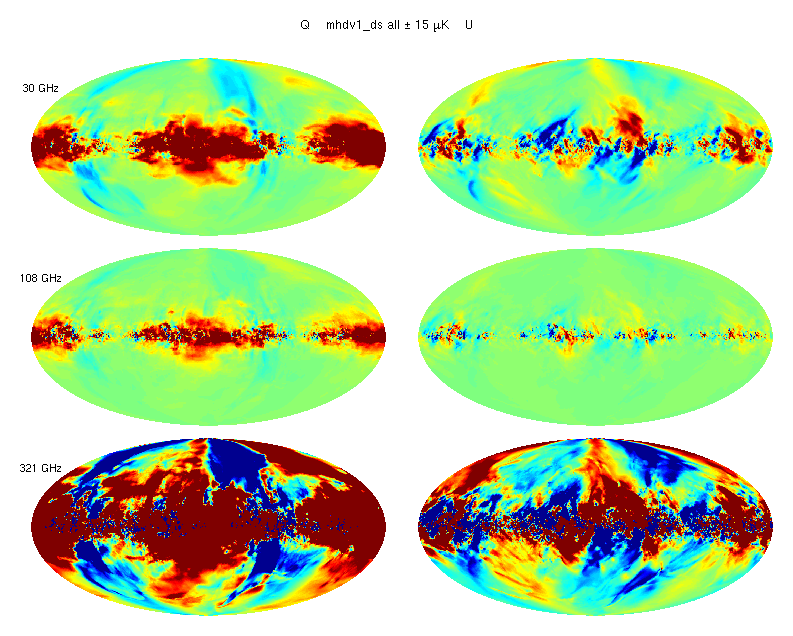 Q mhdv1_ds all ± 15 μK U
30 GHz
108 GHz
321 GHz